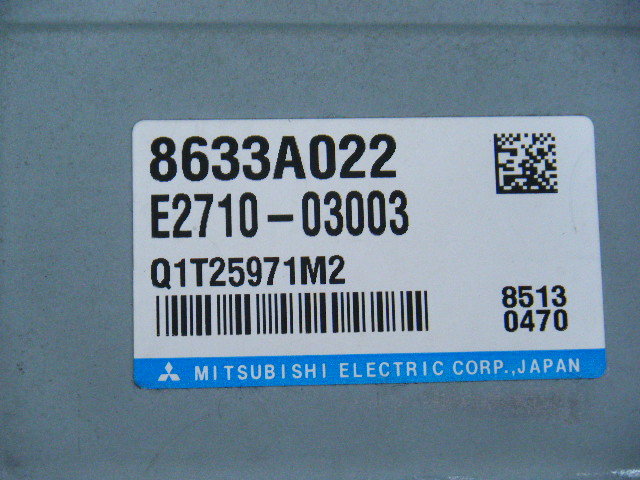 8633A022
E2710-03003
Q1T25971M2
8513
0470
MITSUBISHI ELECTRIC CORP.,JAPAN